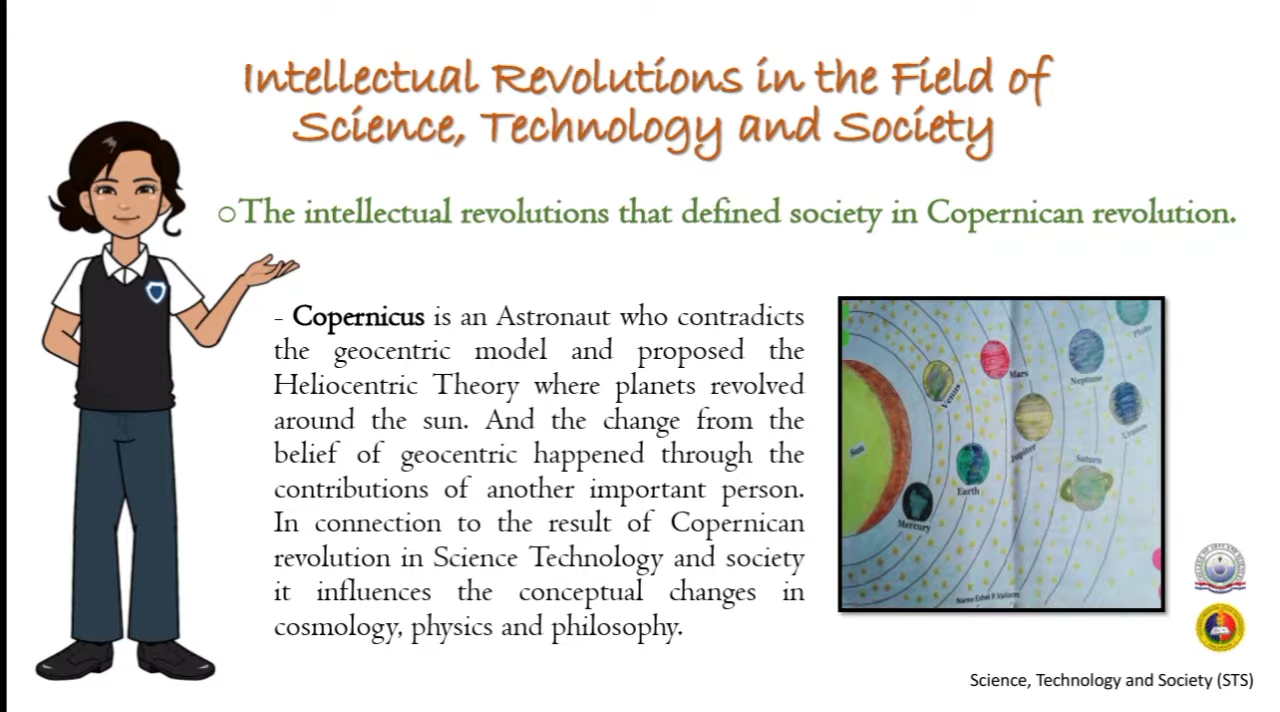 Intellectual Revolutions in the Field of
Science, Technology and Society
○The intellectual revolutions that defined society in Copernican revolution.
- Copernicus is an Astronaut who contradicts
the geocentric model and proposed the
Heliocentric Theory where planets revolved
around the sun. And the change from the
belief of geocentric happened through the
contributions of another important person.
In connection to the result of Copernican
revolution in Science Technology and society
it influences the conceptual changes in
cosmology, physics and philosophy.
Pluto
Mars
Neptune
Venus
Uranus
Sun
Jupiter
Saturn
Earth
Mercury
Name:
Science, Technology and Society (STS)